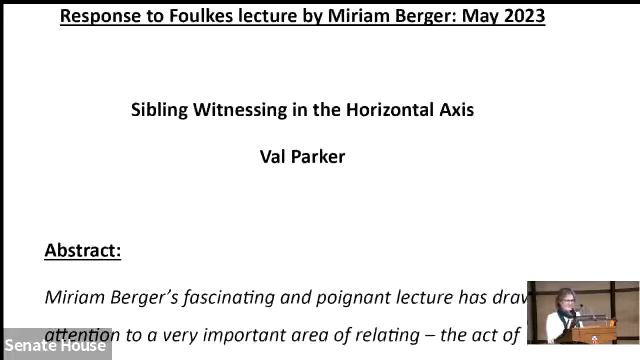 Response to Foulkes lecture by Miriam Berger: May 2023
Sibling Witnessing in the Horizontal Axis
Val Parker
Abstract:
Miriam Berger's fascinating and poignant lecture has
attention to a very important area of relating – the act of
Senate House